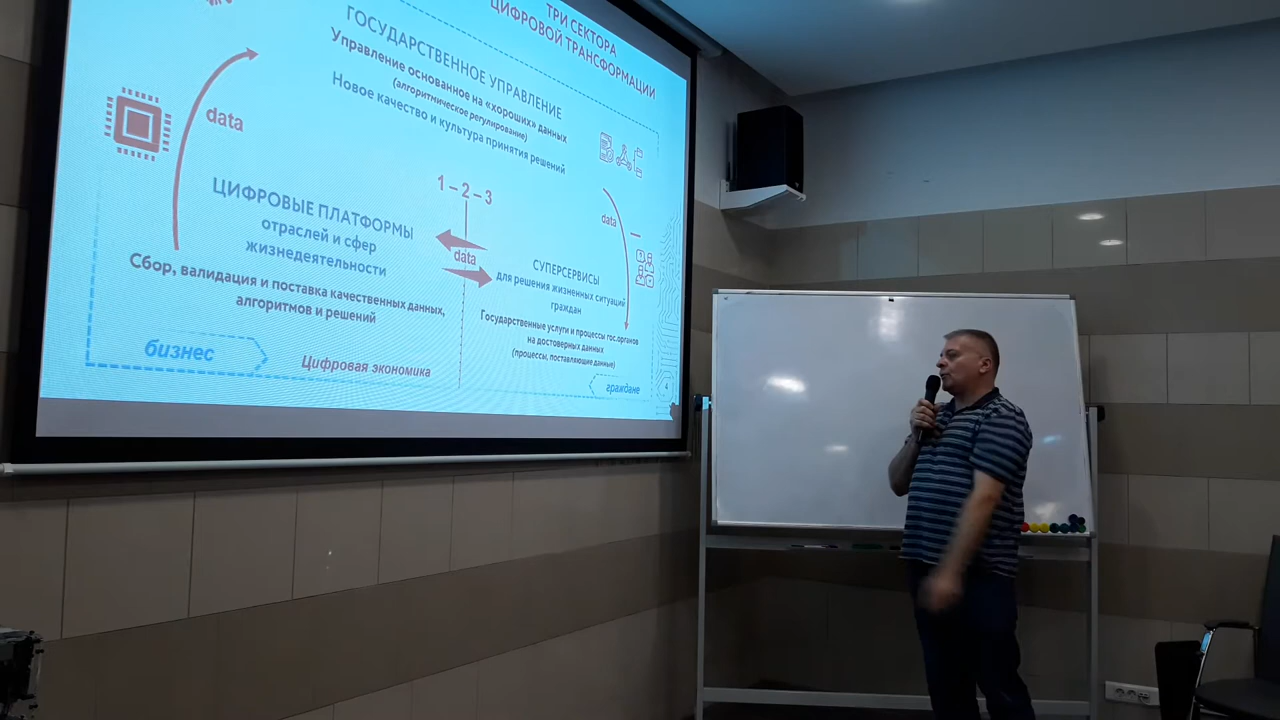 ТРИ СЕКТОРА
ЦИФРОВОЙ ТРАНСФОРМАЦИИ
ГОСУДАРСТВЕННОЕ УПРАВЛЕНИЕ
Управление основанное на «хороших» данных
(алгоритмическое регулирование)
Новое качество и культура принятия решений
data
1 – 2 – 3
data
data
ЦИФРОВЫЕ ПЛАТФОРМЫ
отраслей и сфер
жизнедеятельности
Сбор, валидация и поставка качественных данных,
алгоритмов и решений
СУПЕРСЕРВИСЫ
для решения жизненных ситуаций
граждан
Государственные услуги и процессы гос.органов
на достоверных данных
(процессы, поставляющие данные)
бизнес
Цифровая экономика
граждане
4